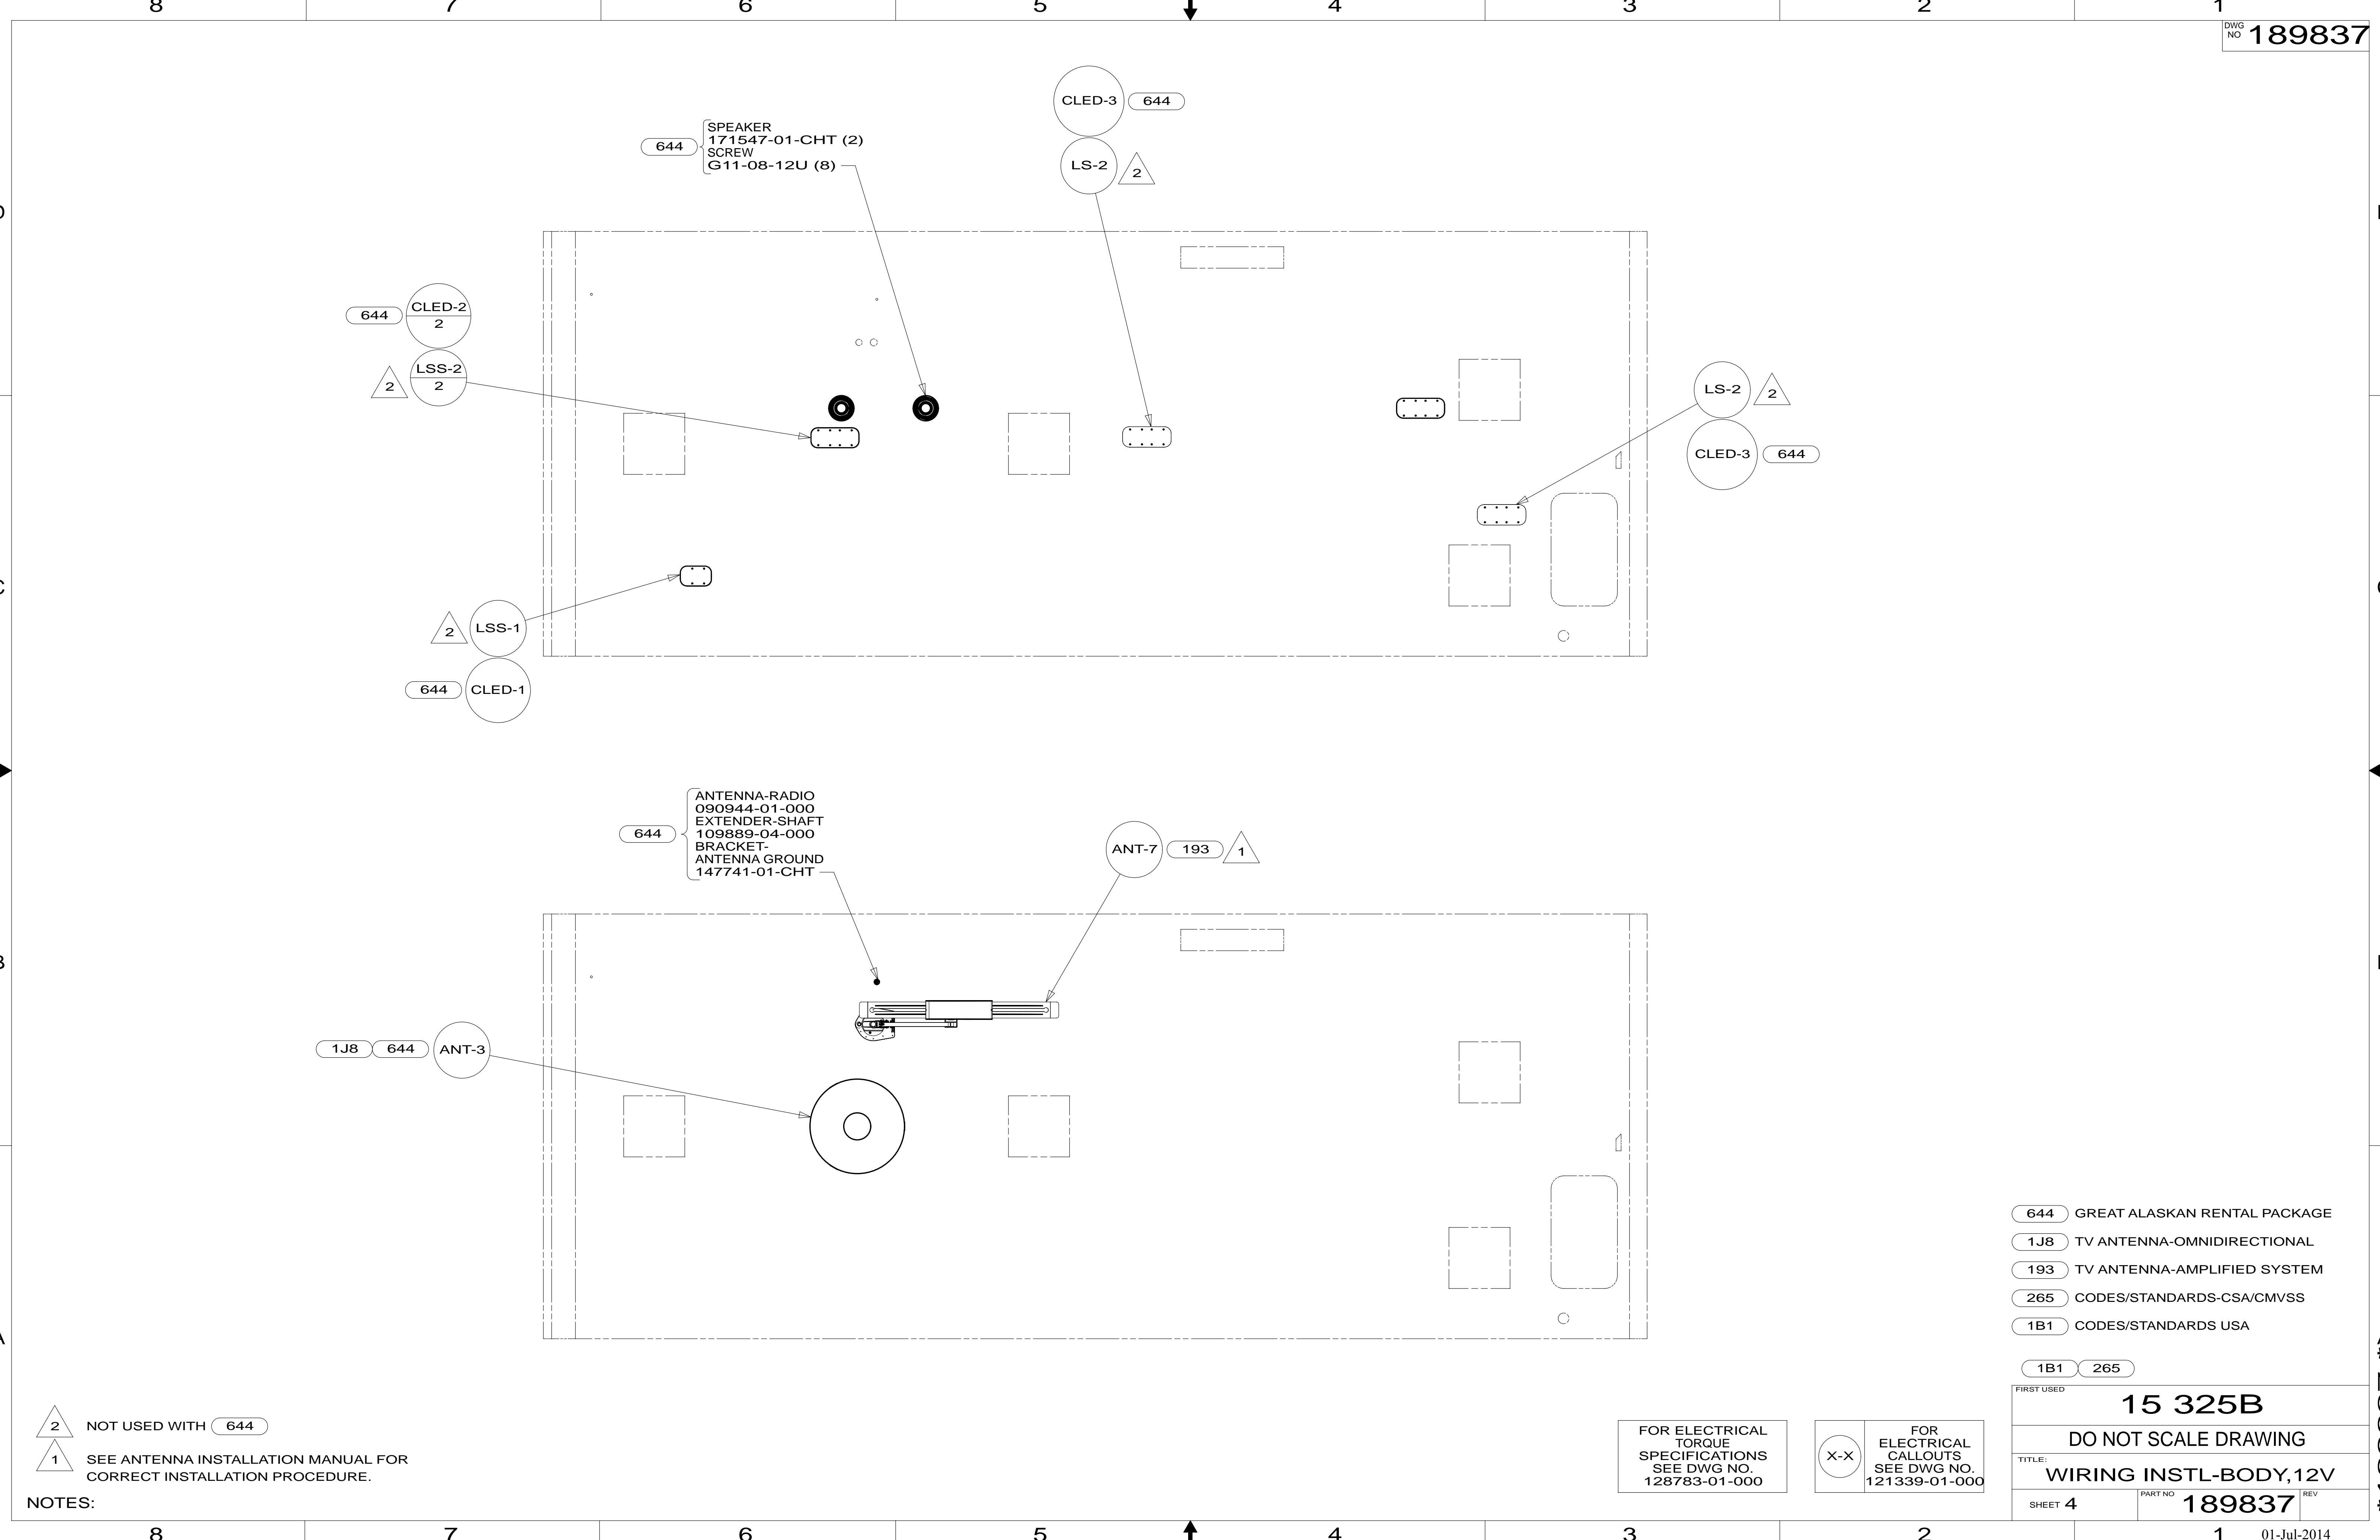 8 7 6 5 4 3 2 1
DWG
NO 189837
CLED-3 644
SPEAKER
171547-01-CHT (2)
SCREW
G11-08-12U (8)
644
LS-2 2
D
644 CLED-2
2
2 LSS-2
2
LS-2 2
CLED-3 644
C
2 LSS-1
644 CLED-1
ANTENNA-RADIO
090944-01-000
EXTENDER-SHAFT
109889-04-000
BRACKET-
ANTENNA GROUND
147741-01-CHT
644
ANT-7 193 1
B
1J8 644 ANT-3
644 GREAT ALASKAN RENTAL PACKAGE
1J8 TV ANTENNA-OMNIDIRECTIONAL
193 TV ANTENNA-AMPLIFIED SYSTEM
265 CODES/STANDARDS-CSA/CMVSS
1B1 CODES/STANDARDS USA
A
1B1 265
FIRST USED
15 325B
DO NOT SCALE DRAWING
TITLE:
WIRING INSTL-BODY,12V
SHEET 4
PART NO 189837
REV
2 NOT USED WITH 644
1 SEE ANTENNA INSTALLATION MANUAL FOR
CORRECT INSTALLATION PROCEDURE.
NOTES:
FOR ELECTRICAL
TORQUE
SPECIFICATIONS
SEE DWG NO.
128783-01-000
X-X
FOR
ELECTRICAL
CALLOUTS
SEE DWG NO.
121339-01-000
8 7 6 5 4 3 2 1
01-Jul-2014